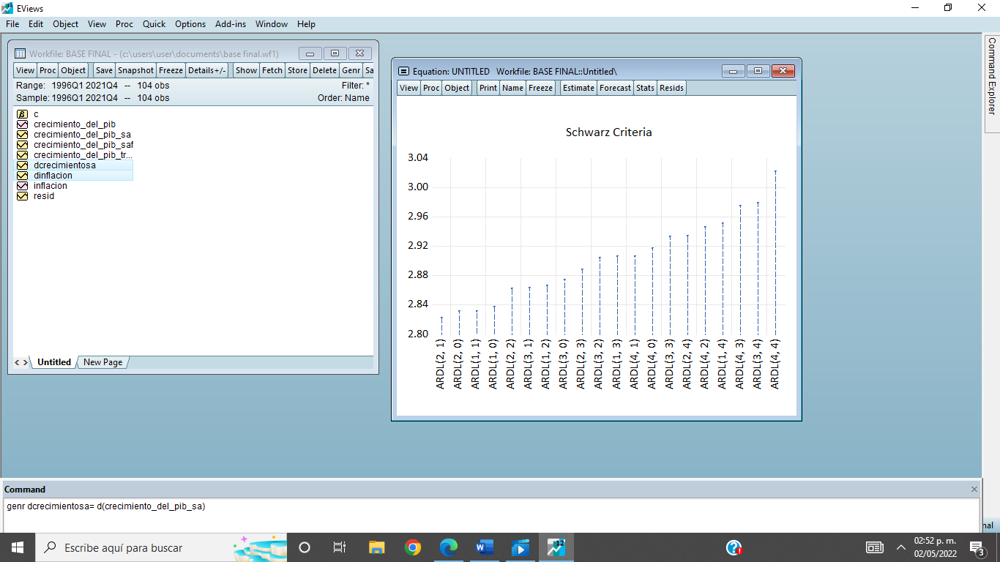 EViews
File Edit Object View Proc Quick Options Add-ins Window Help
Workfile: BASE FINAL - (c:\users\user\documents\base final.wf1)
View Proc Object Save Snapshot Freeze Details+/- Show Fetch Store Delete Genr Sa
Range: 1996Q1 2021Q4 -- 104 obs Filter: *
Sample: 1996Q1 2021Q4 -- 104 obs Order: Name
c
crecimiento_del_pib
crecimiento_del_pib_sa
crecimiento_del_pib_saf
crecimiento_del_pib_tr...
dcrecimientosa
dinflacion
inflacion
resid
Untitled New Page
Equation: UNTITLED Workfile: BASE FINAL::Untitled\
View Proc Object Print Name Freeze Estimate Forecast Stats Resids
Schwarz Criteria
3.04
3.00
2.96
2.92
2.88
2.84
2.80
ARDL(2, 1)
ARDL(2, 0)
ARDL(1, 1)
ARDL(1, 0)
ARDL(2, 2)
ARDL(3, 1)
ARDL(1, 2)
ARDL(3, 0)
ARDL(2, 3)
ARDL(3, 2)
ARDL(1, 3)
ARDL(4, 1)
ARDL(4, 0)
ARDL(3, 3)
ARDL(2, 4)
ARDL(4, 2)
ARDL(1, 4)
ARDL(4, 3)
ARDL(3, 4)
ARDL(4, 4)
Command Explorer
Command
genr dcrecimientosa= d(crecimiento_del_pib_sa)
nal
Escribe aquí para buscar
12
02:52 p. m.
02/05/2022
3